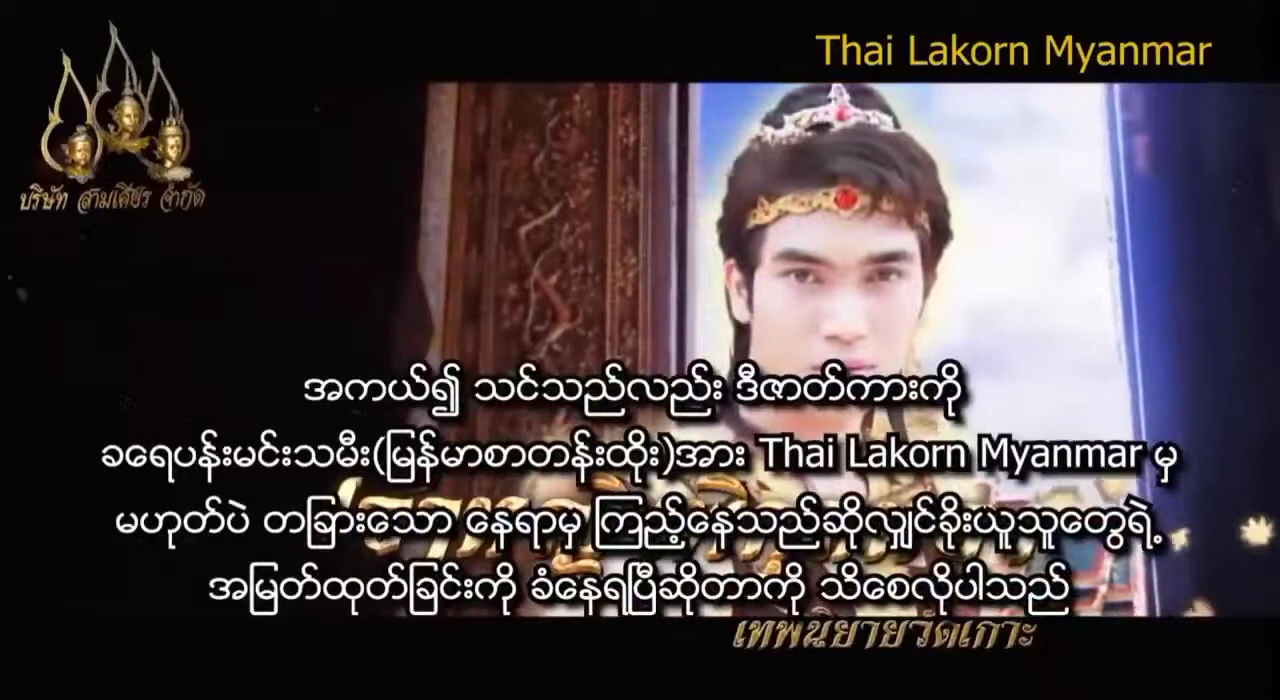 Thai Lakorn Myanmar
บริษัท สามเศียร จำกัด
အကယ်၍ သင်သည်လည်း ဒီဇာတ်ကားကို
ခရေပန်းမင်းသမီး(မြန်မာစာတန်းထိုး)အား Thai Lakorn Myanmar မှ
မဟုတ်ပဲ တခြားသော နေရာမှ ကြည့်နေသည်ဆိုလျှင်ခိုးယူသူတွေရဲ့
အမြတ်ထုတ်ခြင်းကို ခံနေရပြီဆိုတာကို သိစေလိုပါသည်
เทพนิยายวัดเกาะ